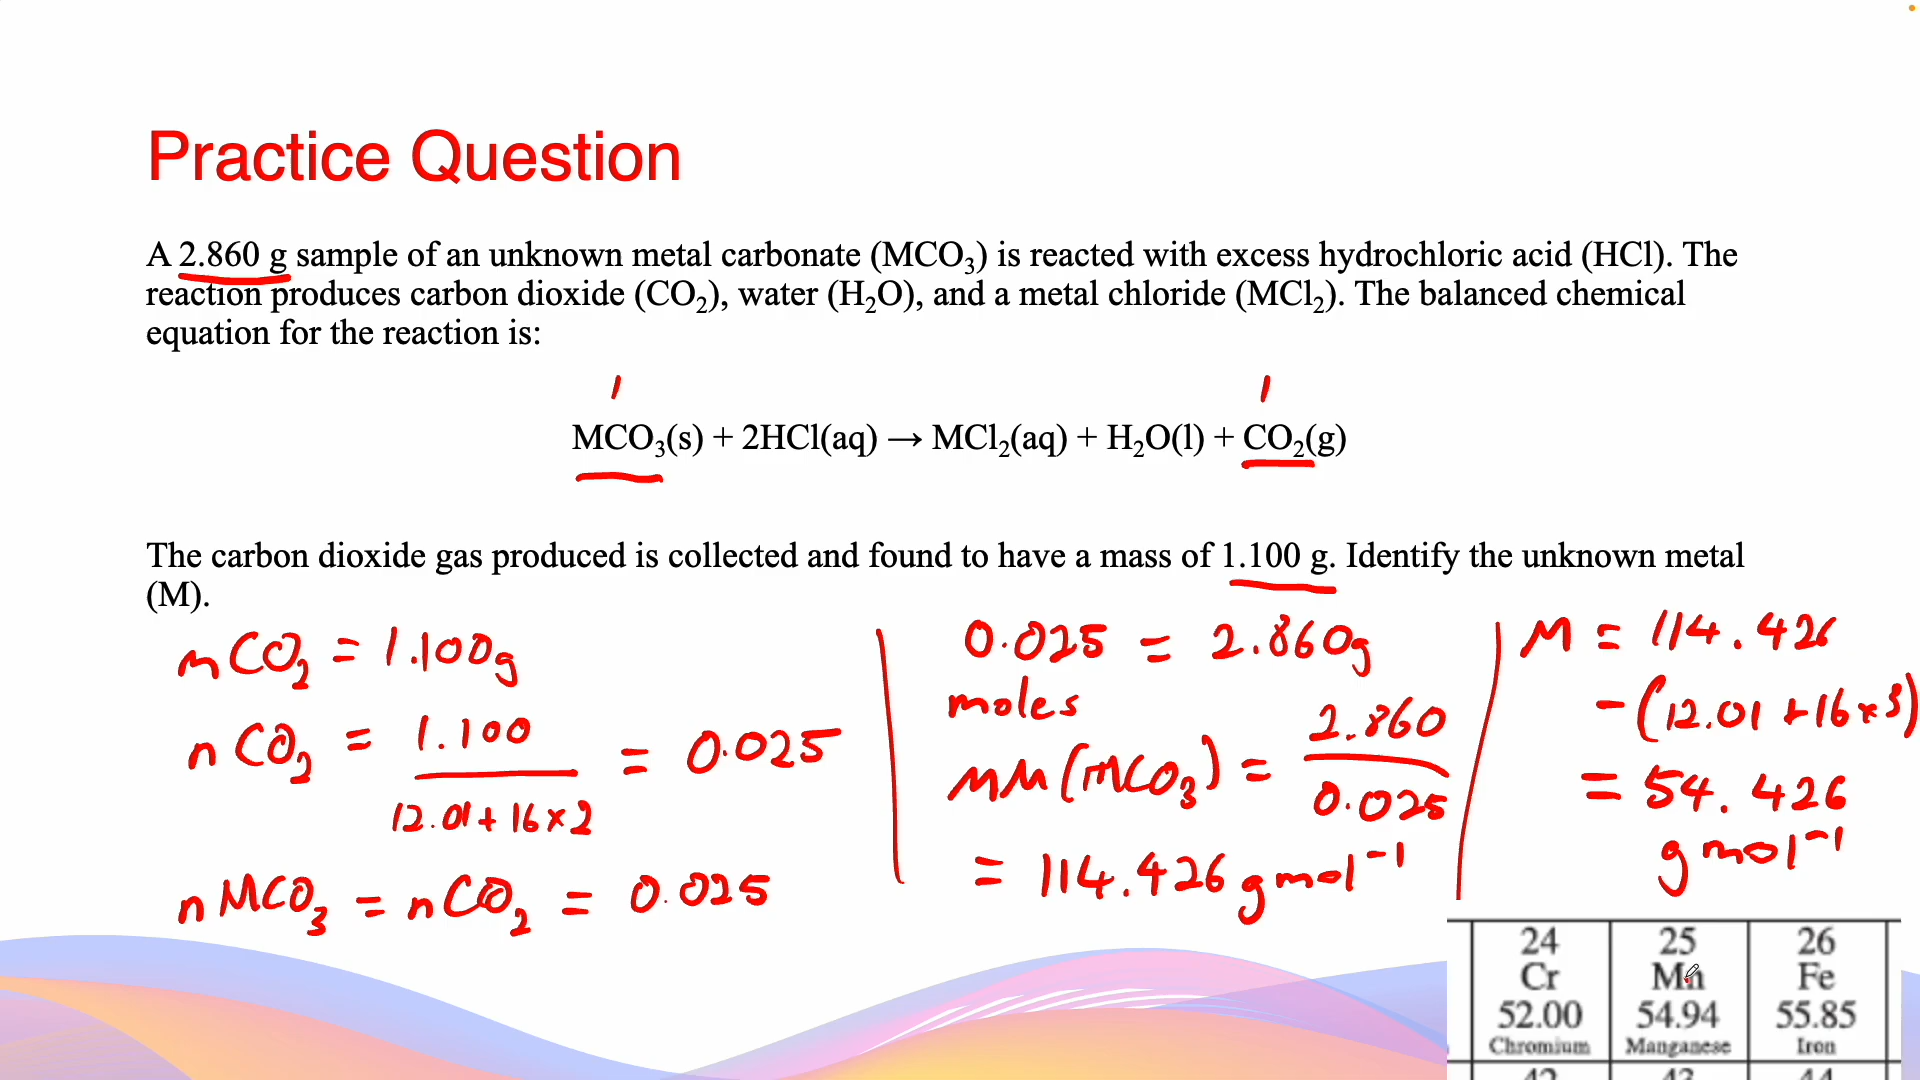 Practice Question
A 2.860 g sample of an unknown metal carbonate (MCO₃) is reacted with excess hydrochloric acid (HCl). The
reaction produces carbon dioxide (CO₂), water (H₂O), and a metal chloride (MCl₂). The balanced chemical
equation for the reaction is:
1 1
MCO₃(s) + 2HCl(aq) → MCl₂(aq) + H₂O(l) + CO₂(g)
The carbon dioxide gas produced is collected and found to have a mass of 1.100 g. Identify the unknown metal
(M).
m CO₂ = 1.100g
n CO₂ = 1.100 / 12.01 + 16 × 2 = 0.025
n MCO₃ = n CO₂ = 0.025
0.025 = 2.860g
moles
MM (MCO₃) = 2.860 / 0.025
= 114.426 g mol⁻¹
M = 114.426
- (12.01 + 16 × 3)
= 54.426
g mol⁻¹
24 25 26
Cr Mn Fe
52.00 54.94 55.85
Chromium Manganese Iron
42 43 44